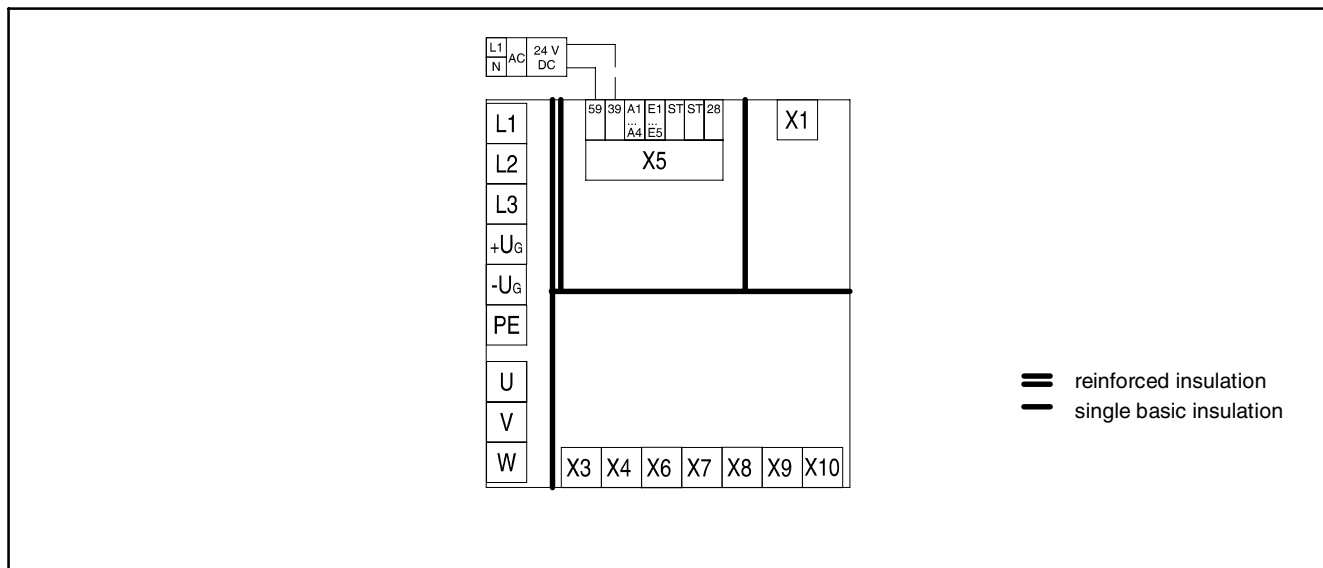 L1
N
AC
24 V
DC
59
39
A1
...
A4
E1
...
E5
ST
ST
28
X5
X1
L1
L2
L3
+UG
-UG
PE
U
V
W
X3 X4 X6 X7 X8 X9 X10
reinforced insulation
single basic insulation